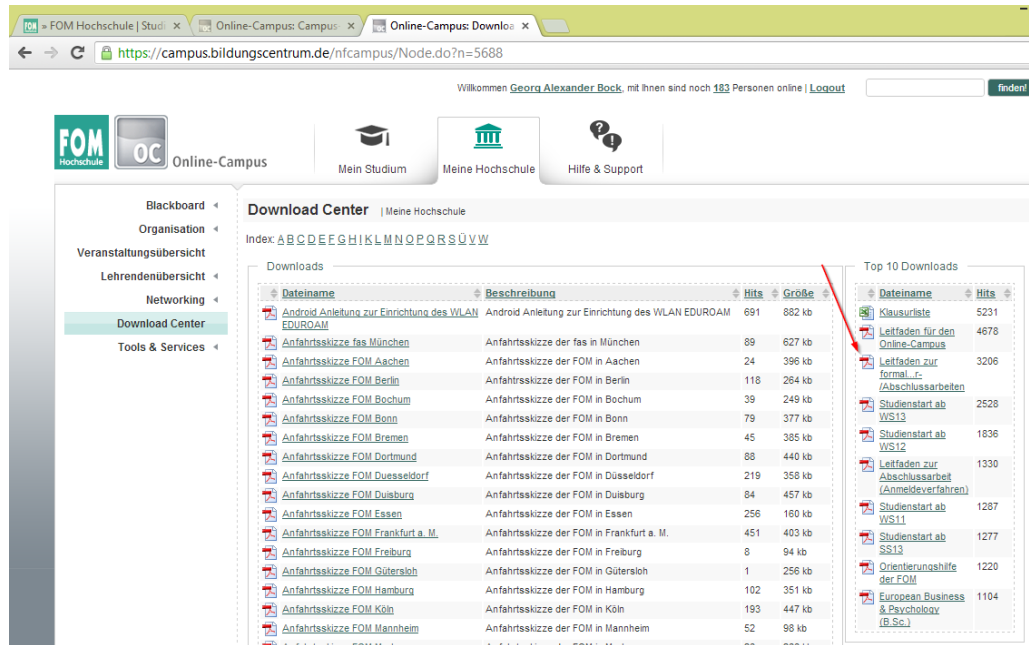 » FOM Hochschule | Studi
Online-Campus: Campus-
Online-Campus: Downloa
https://campus.bildungscentrum.de/nfcampus/Node.do?n=5688
Willkommen Georg Alexander Bock, mit Ihnen sind noch 183 Personen online | Logout
finden!
FOM
Hochschule
OC
Online-Campus
Mein Studium
Meine Hochschule
Hilfe & Support
Blackboard
Organisation
Veranstaltungsübersicht
Lehrendenübersicht
Networking
Download Center
Tools & Services
Download Center | Meine Hochschule
Index: A B C D E F G H I K L M N O P Q R S Ü V W
Downloads
Dateiname Beschreibung Hits Größe
Android Anleitung zur Einrichtung des WLAN Android Anleitung zur Einrichtung des WLAN EDUROAM 691 882 kb
EDUROAM
Anfahrtsskizze fas München Anfahrtsskizze der fas in München 89 627 kb
Anfahrtsskizze FOM Aachen Anfahrtsskizze der FOM in Aachen 24 396 kb
Anfahrtsskizze FOM Berlin Anfahrtsskizze der FOM in Berlin 118 264 kb
Anfahrtsskizze FOM Bochum Anfahrtsskizze der FOM in Bochum 39 249 kb
Anfahrtsskizze FOM Bonn Anfahrtsskizze der FOM in Bonn 79 377 kb
Anfahrtsskizze FOM Bremen Anfahrtsskizze der FOM in Bremen 45 385 kb
Anfahrtsskizze FOM Dortmund Anfahrtsskizze der FOM in Dortmund 88 440 kb
Anfahrtsskizze FOM Duesseldorf Anfahrtsskizze der FOM in Düsseldorf 219 358 kb
Anfahrtsskizze FOM Duisburg Anfahrtsskizze der FOM in Duisburg 84 457 kb
Anfahrtsskizze FOM Essen Anfahrtsskizze der FOM in Essen 256 160 kb
Anfahrtsskizze FOM Frankfurt a. M. Anfahrtsskizze der FOM in Frankfurt a. M. 451 403 kb
Anfahrtsskizze FOM Freiburg Anfahrtsskizze der FOM in Freiburg 8 94 kb
Anfahrtsskizze FOM Gütersloh Anfahrtsskizze der FOM in Gütersloh 1 256 kb
Anfahrtsskizze FOM Hamburg Anfahrtsskizze der FOM in Hamburg 102 351 kb
Anfahrtsskizze FOM Köln Anfahrtsskizze der FOM in Köln 193 447 kb
Anfahrtsskizze FOM Mannheim Anfahrtsskizze der FOM in Mannheim 52 98 kb
Top 10 Downloads
Dateiname Hits
Klausurliste 5231
Leitfaden für den 4678
Online-Campus
Leitfaden zur 3206
formal...r-
/Abschlussarbeiten
Studienstart ab 2528
WS13
Studienstart ab 1836
WS12
Leitfaden zur 1330
Abschlussarbeit
(Anmeldeverfahren)
Studienstart ab 1287
WS11
Studienstart ab 1277
SS13
Orientierungshilfe 1220
der FOM
European Business 1104
& Psychology
(B.Sc.)